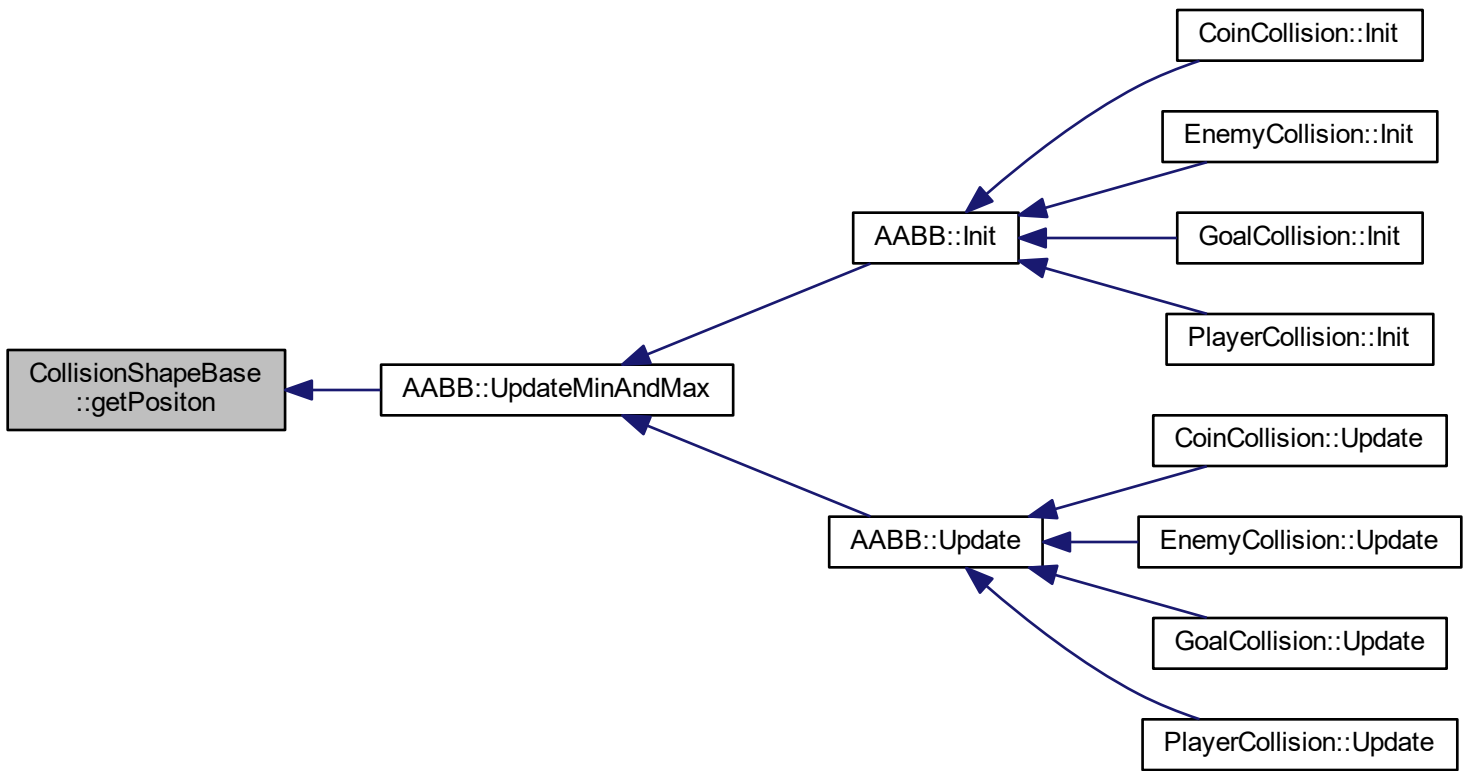 CoinCollision::Init
EnemyCollision::Init
AABB::Init
GoalCollision::Init
PlayerCollision::Init
CollisionShapeBase
::getPositon
AABB::UpdateMinAndMax
CoinCollision::Update
AABB::Update
EnemyCollision::Update
GoalCollision::Update
PlayerCollision::Update